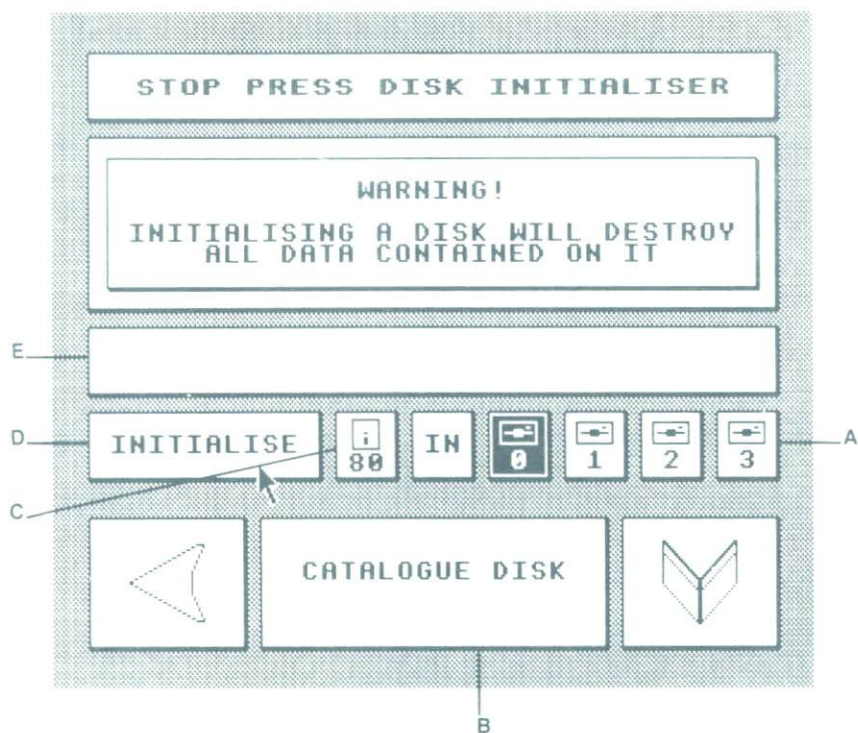 STOP PRESS DISK INITIALISER
WARNING!
INITIALISING A DISK WILL DESTROY
ALL DATA CONTAINED ON IT
E
D INITIALISE i 80 IN 0 1 2 3 A
C
CATALOGUE DISK
B